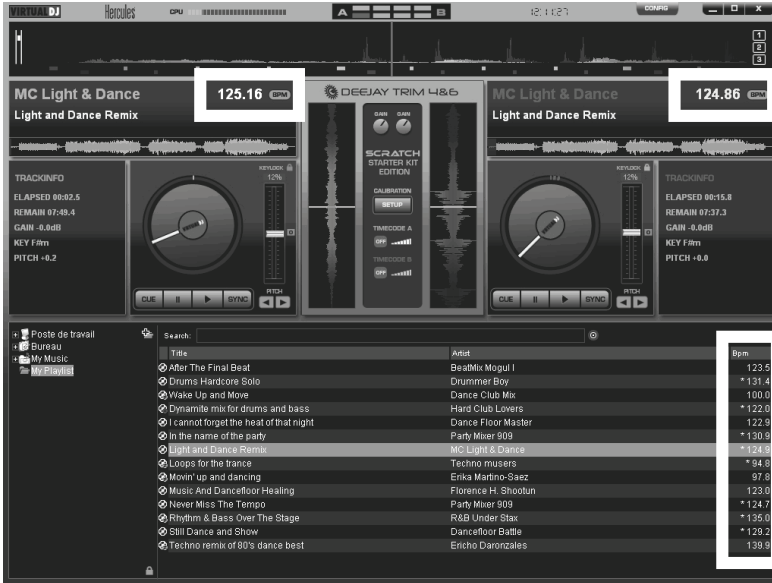 VIRTUALDJ Hercules CPU A B 12:11:27 CONFIG
1
2
3
MC Light & Dance 125.16 BPM
Light and Dance Remix
DEEJAY TRIM 4&6
GAIN GAIN
SCRATCH
STARTER KIT
EDITION
CALIBRATION
SETUP
TIMECODE A
OFF
TIMECODE B
OFF
MC Light & Dance 124.86 BPM
Light and Dance Remix
TRACKINFO
ELAPSED 00:02.5
REMAIN 07:49.4
GAIN -0.0dB
KEY F#m
PITCH +0.2
KEYLOCK
12%
CUE SYNC
PITCH
KEYLOCK
12%
CUE SYNC
PITCH
TRACKINFO
ELAPSED 00:15.8
REMAIN 07:37.3
GAIN -0.0dB
KEY F#m
PITCH +0.0
Poste de travail
Bureau
My Music
My Playlist
Search:
Title Artist Bpm
After The Final Beat BeatMix Mogul I 123.5
Drums Hardcore Solo Drummer Boy * 131.4
Wake Up and Move Dance Club Mix 100.0
Dynamite mix for drums and bass Hard Club Lovers * 122.0
I cannot forget the heat of that night Dance Floor Master 122.9
In the name of the party Party Mixer 909 * 130.9
Light and Dance Remix MC Light & Dance * 124.9
Loops for the trance Techno musers * 94.8
Movin' up and dancing Erika Martino-Saez 97.8
Music And Dancefloor Healing Florence H. Shootun 123.0
Never Miss The Tempo Party Mixer 909 * 124.7
Rhythm & Bass Over The Stage R&B Under Stax * 135.0
Still Dance and Show Dancefloor Battle * 129.2
Techno remix of 80's dance best Ericho Daronzales 139.9